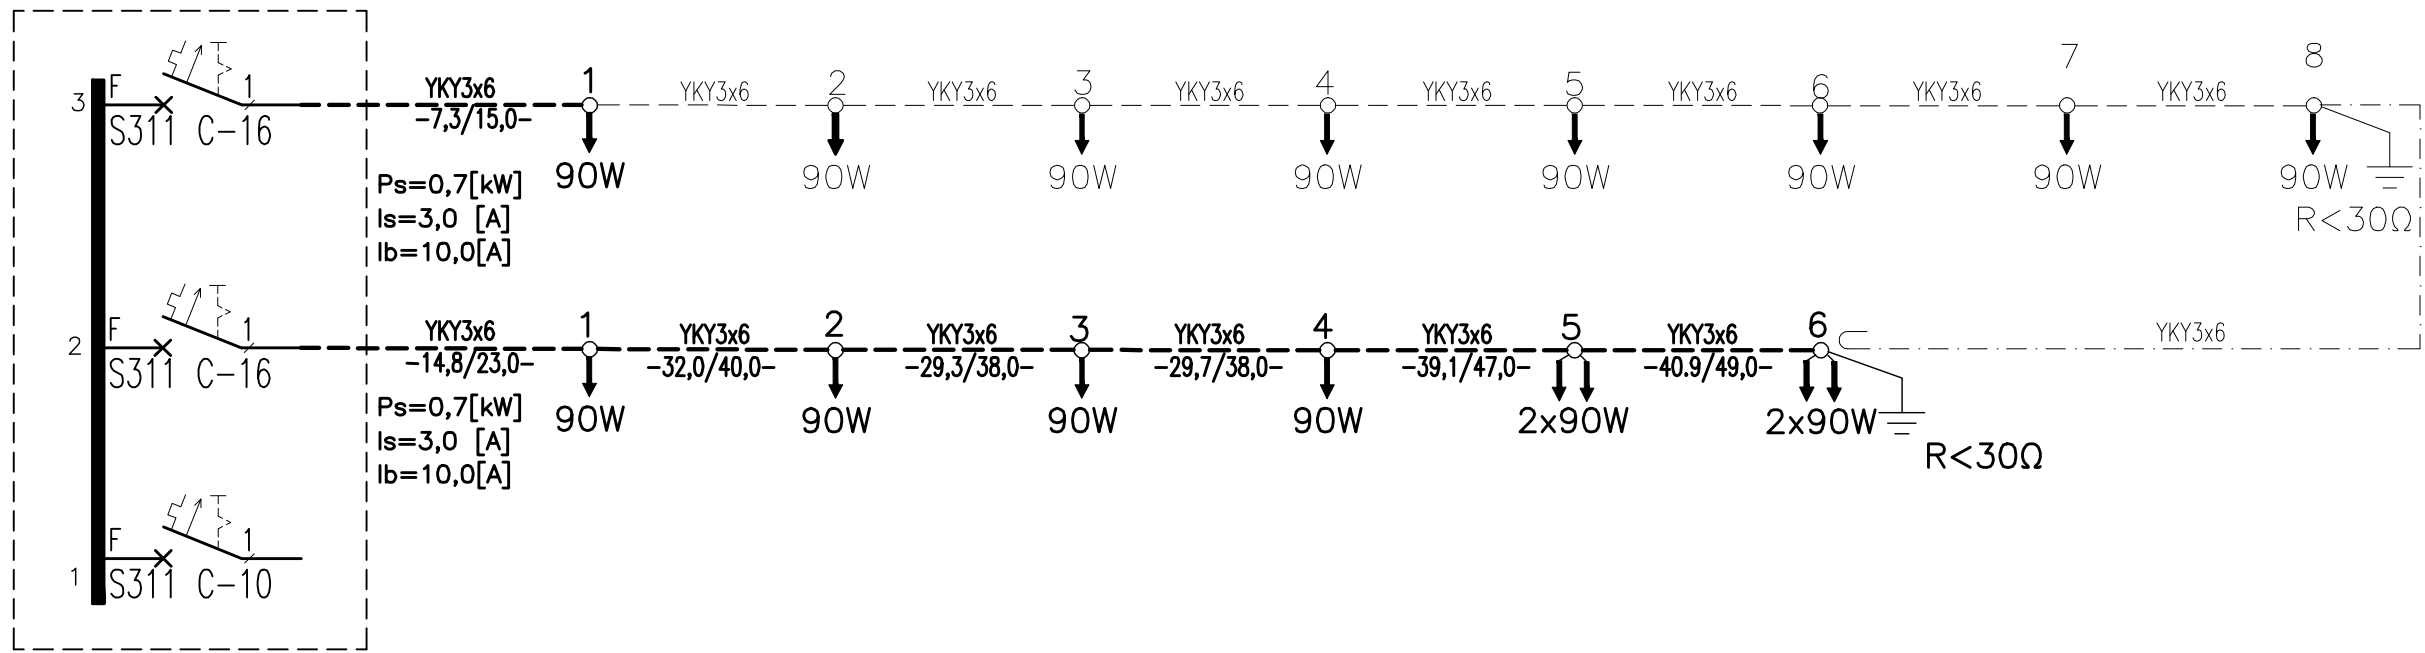 1 2 3 4 5 6 7 8
3 F 1 YKY3x6 YKY3x6 YKY3x6 YKY3x6 YKY3x6 YKY3x6 YKY3x6 YKY3x6
S311 C-16 -7,3/15,0-
90W 90W 90W 90W 90W 90W 90W 90W
Ps=0,7[kW]
Is=3,0 [A]
Ib=10,0[A]
R<30Ω
1 2 3 4 5 6
2 F 1 YKY3x6 YKY3x6 YKY3x6 YKY3x6 YKY3x6 YKY3x6 YKY3x6
S311 C-16 -14,8/23,0- -32,0/40,0- -29,3/38,0- -29,7/38,0- -39,1/47,0- -40.9/49,0-
90W 90W 90W 90W 2x90W 2x90W
Ps=0,7[kW]
Is=3,0 [A]
Ib=10,0[A]
R<30Ω
F 1
1 S311 C-10